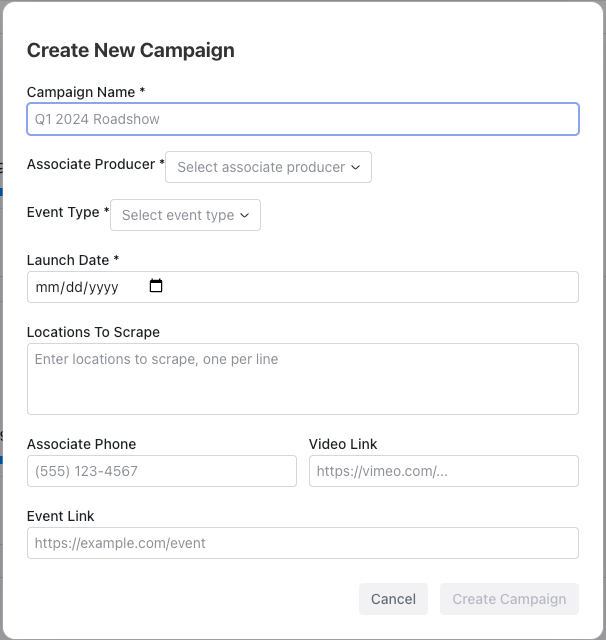 Create New Campaign
Campaign Name *
Q1 2024 Roadshow
Associate Producer * Select associate producer
Event Type * Select event type
Launch Date *
mm/dd/yyyy
Locations To Scrape
Enter locations to scrape, one per line
Associate Phone Video Link
(555) 123-4567 https://vimeo.com/...
Event Link
https://example.com/event
Cancel Create Campaign